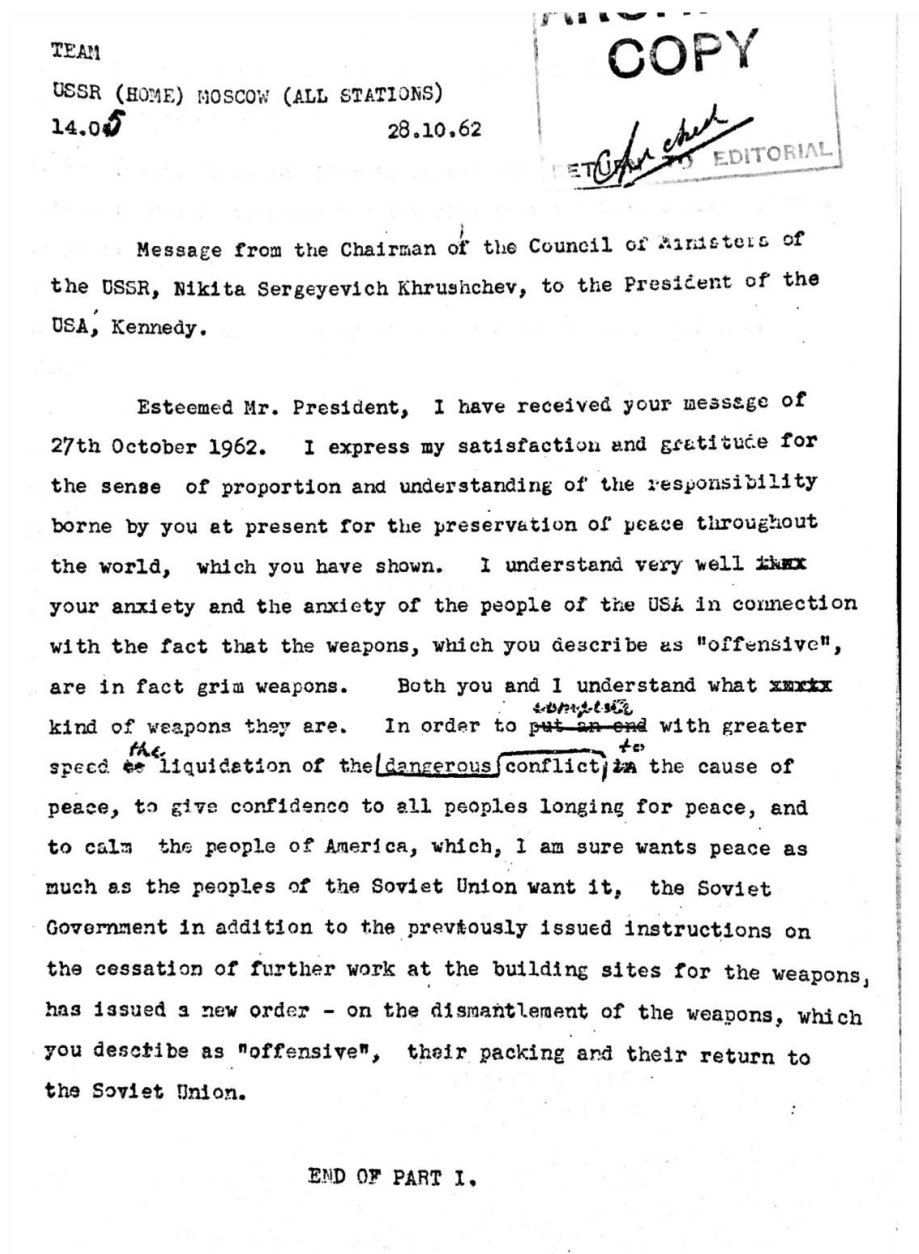 TEAM
COPY
USSR (HOME) MOSCOW (ALL STATIONS)
14.05 28.10.62
Checked
RETURN TO EDITORIAL
Message from the Chairman of the Council of Ministers of
the USSR, Nikita Sergeyevich Khrushchev, to the President of the
USA, Kennedy.
Esteemed Mr. President, I have received your message of
27th October 1962. I express my satisfaction and gratitude for
the sense of proportion and understanding of the responsibility
borne by you at present for the preservation of peace throughout
the world, which you have shown. I understand very well
your anxiety and the anxiety of the people of the USA in connection
with the fact that the weapons, which you describe as "offensive",
are in fact grim weapons. Both you and I understand what
complete
kind of weapons they are. In order to put an end with greater
the to
speed liquidation of the dangerous conflict, in the cause of
peace, to give confidence to all peoples longing for peace, and
to calm the people of America, which, I am sure wants peace as
much as the peoples of the Soviet Union want it, the Soviet
Government in addition to the previously issued instructions on
the cessation of further work at the building sites for the weapons,
has issued a new order - on the dismantlement of the weapons, which
you describe as "offensive", their packing and their return to
the Soviet Union.
END OF PART I.